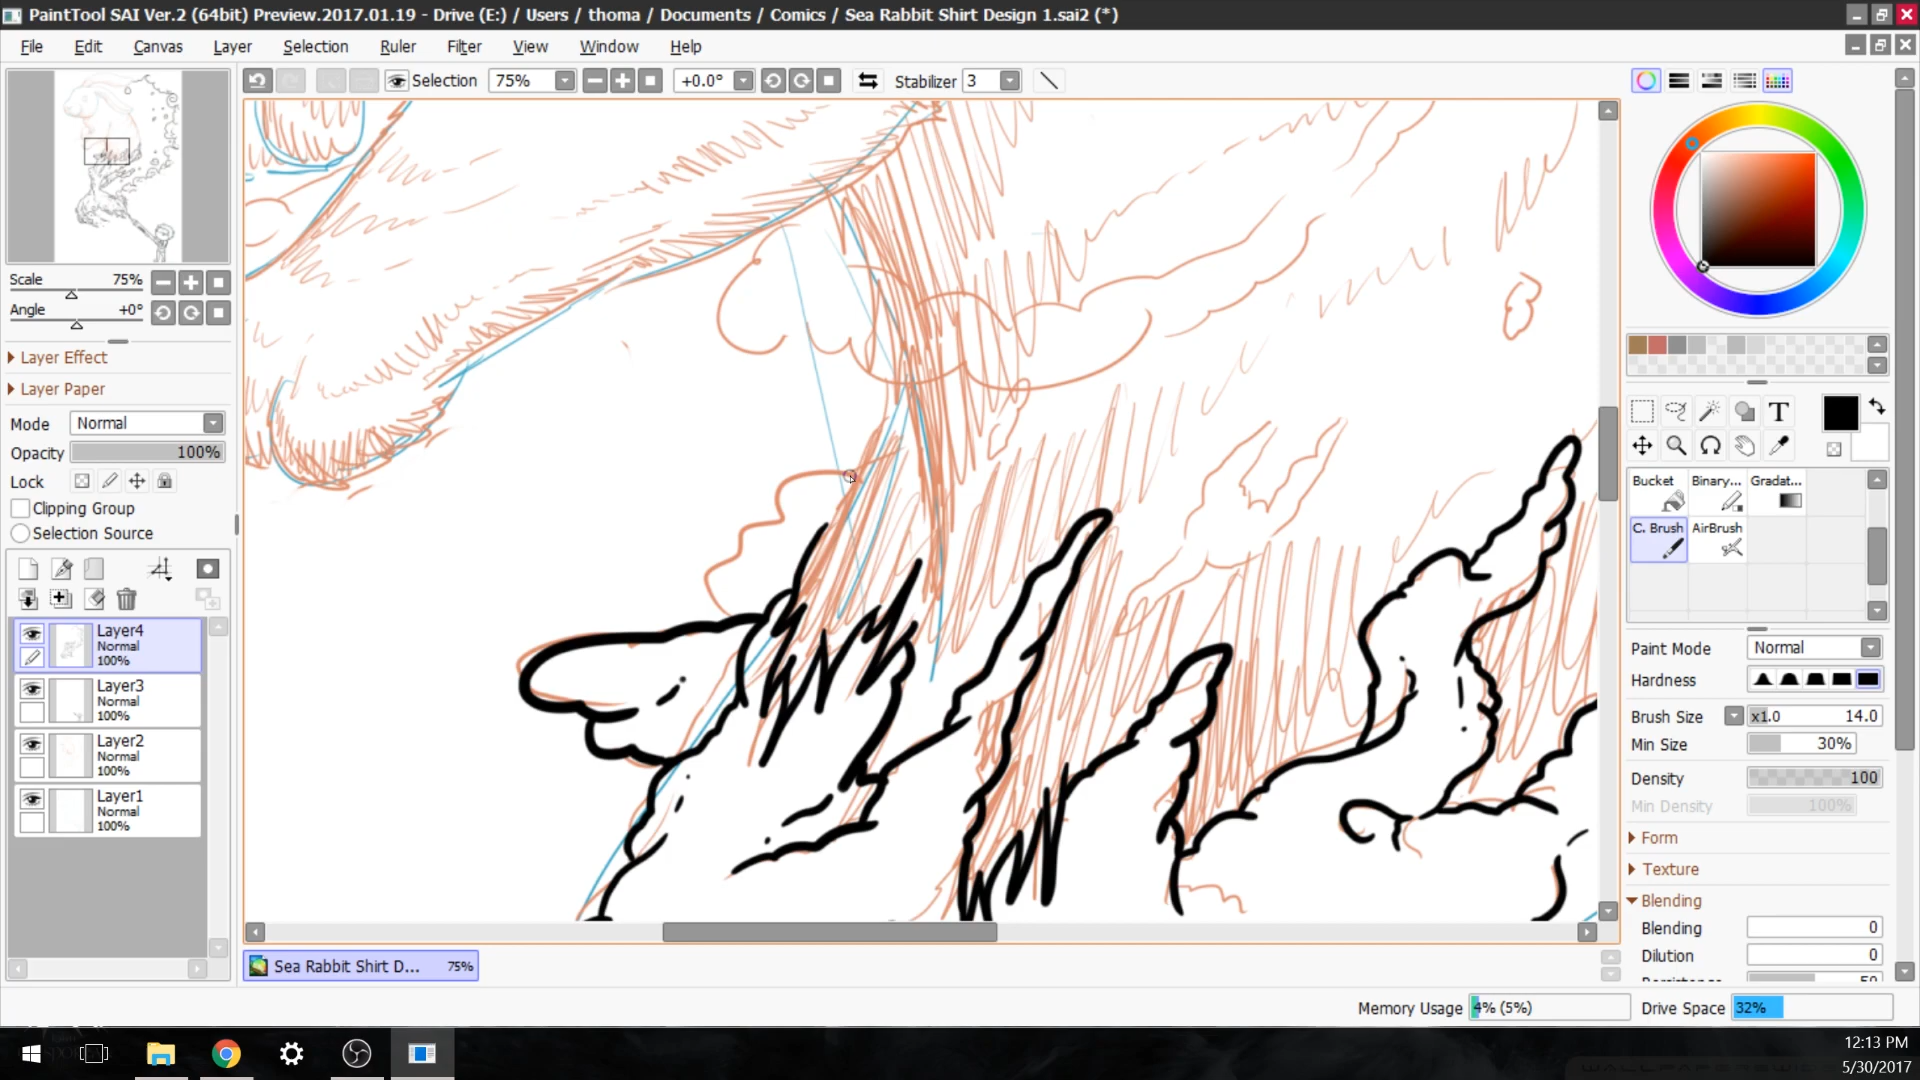 PaintTool SAI Ver.2 (64bit) Preview.2017.01.19 - Drive (E:) / Users / thoma / Documents / Comics / Sea Rabbit Shirt Design 1.sai2 (*)
File Edit Canvas Layer Selection Ruler Filter View Window Help
Selection 75% +0.0° Stabilizer 3
Scale 75%
Angle +0°
Layer Effect
Layer Paper
Mode Normal
Opacity 100%
Lock
Clipping Group
Selection Source
Layer4
Normal
100%
Layer3
Normal
100%
Layer2
Normal
100%
Layer1
Normal
100%
T
Bucket Binary... Gradat...
C. Brush AirBrush
Paint Mode Normal
Hardness
Brush Size x1.0 14.0
Min Size 30%
Density 100
Min Density 100%
Form
Texture
Blending
Blending 0
Dilution 0
Sea Rabbit Shirt D... 75%
Memory Usage 4% (5%) Drive Space 32%
12:13 PM
5/30/2017